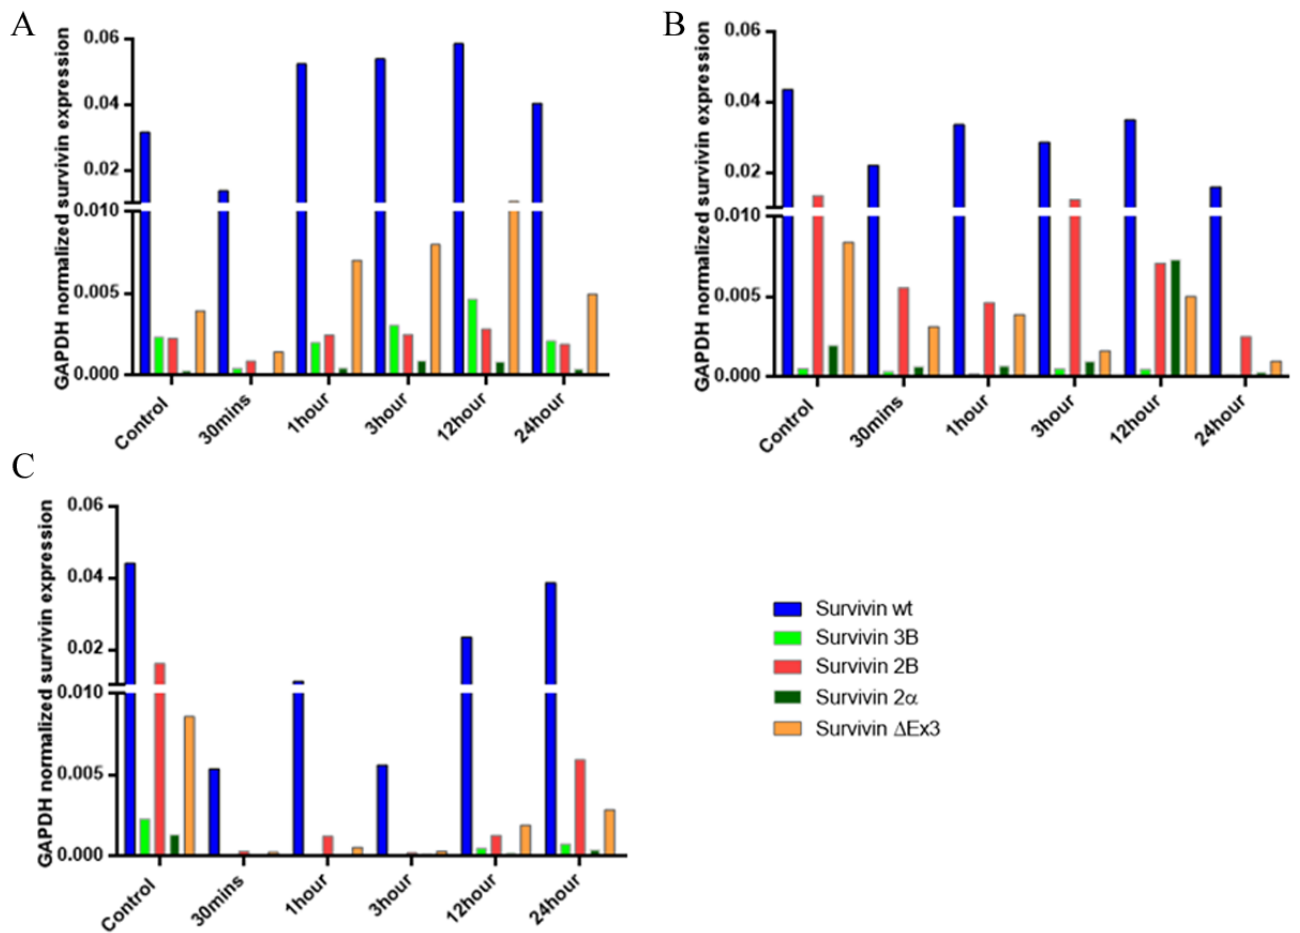 A
GAPDH normalized survivin expression
0.06
0.04
0.02
0.010
0.005
0.000
Control
30mins
1hour
3hour
12hour
24hour
B
GAPDH normalized survivin expression
0.06
0.04
0.02
0.010
0.005
0.000
Control
30mins
1hour
3hour
12hour
24hour
C
GAPDH normalized survivin expression
0.06
0.04
0.02
0.010
0.005
0.000
Control
30mins
1hour
3hour
12hour
24hour
Survivin wt
Survivin 3B
Survivin 2B
Survivin 2α
Survivin ΔEx3